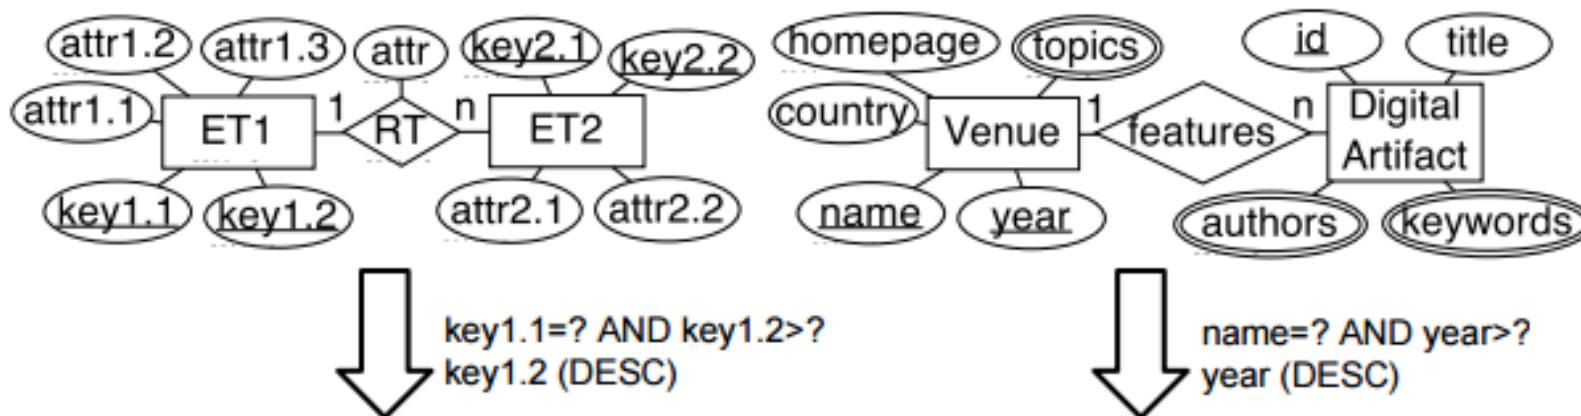 attr1.2
attr1.3
attr
key2.1
key2.2
attr1.1
ET1
1
RT
n
ET2
key1.1
key1.2
attr2.1
attr2.2
key1.1=? AND key1.2>?
key1.2 (DESC)
homepage
topics
id
title
country
Venue
1
features
n
Digital
Artifact
name
year
authors
keywords
name=? AND year>?
year (DESC)